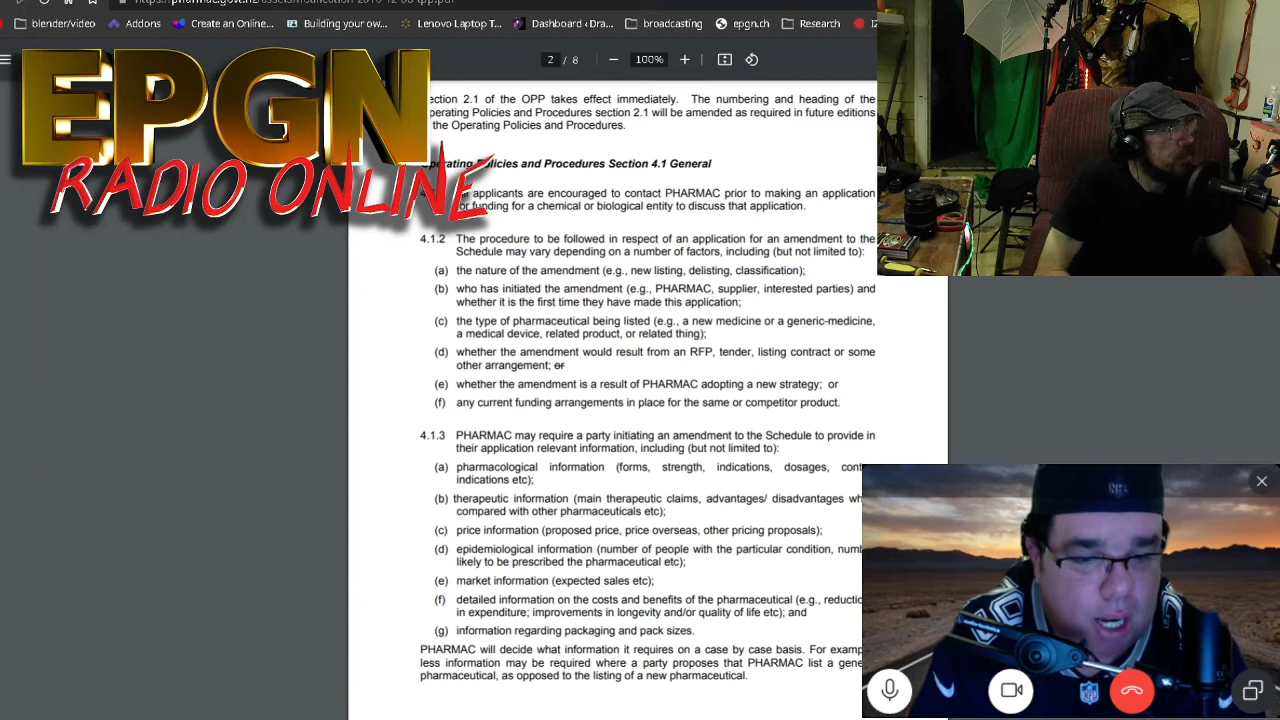 blender/video Addons Create an Online... Building your ow... Lenovo Laptop T... Dashboard ‹ Dra... broadcasting epgn.ch Research
2 / 8 100%
EPGN
RADIO ONLINE
ection 2.1 of the OPP takes effect immediately. The numbering and heading of the
perating Policies and Procedures section 2.1 will be amended as required in future editions
the Operating Policies and Procedures.
Operating Policies and Procedures Section 4.1 General
applicants are encouraged to contact PHARMAC prior to making an application
for funding for a chemical or biological entity to discuss that application.
4.1.2 The procedure to be followed in respect of an application for an amendment to the
Schedule may vary depending on a number of factors, including (but not limited to):
(a) the nature of the amendment (e.g., new listing, delisting, classification);
(b) who has initiated the amendment (e.g., PHARMAC, supplier, interested parties) and
whether it is the first time they have made this application;
(c) the type of pharmaceutical being listed (e.g., a new medicine or a generic-medicine,
a medical device, related product, or related thing);
(d) whether the amendment would result from an RFP, tender, listing contract or some
other arrangement; or
(e) whether the amendment is a result of PHARMAC adopting a new strategy; or
(f) any current funding arrangements in place for the same or competitor product.
4.1.3 PHARMAC may require a party initiating an amendment to the Schedule to provide in
their application relevant information, including (but not limited to):
(a) pharmacological information (forms, strength, indications, dosages, cont
indications etc);
(b) therapeutic information (main therapeutic claims, advantages/ disadvantages wh
compared with other pharmaceuticals etc);
(c) price information (proposed price, price overseas, other pricing proposals);
(d) epidemiological information (number of people with the particular condition, numb
likely to be prescribed the pharmaceutical etc);
(e) market information (expected sales etc);
(f) detailed information on the costs and benefits of the pharmaceutical (e.g., reductio
in expenditure; improvements in longevity and/or quality of life etc); and
(g) information regarding packaging and pack sizes.
PHARMAC will decide what information it requires on a case by case basis. For examp
less information may be required where a party proposes that PHARMAC list a gene
pharmaceutical, as opposed to the listing of a new pharmaceutical.
NFL
NFL